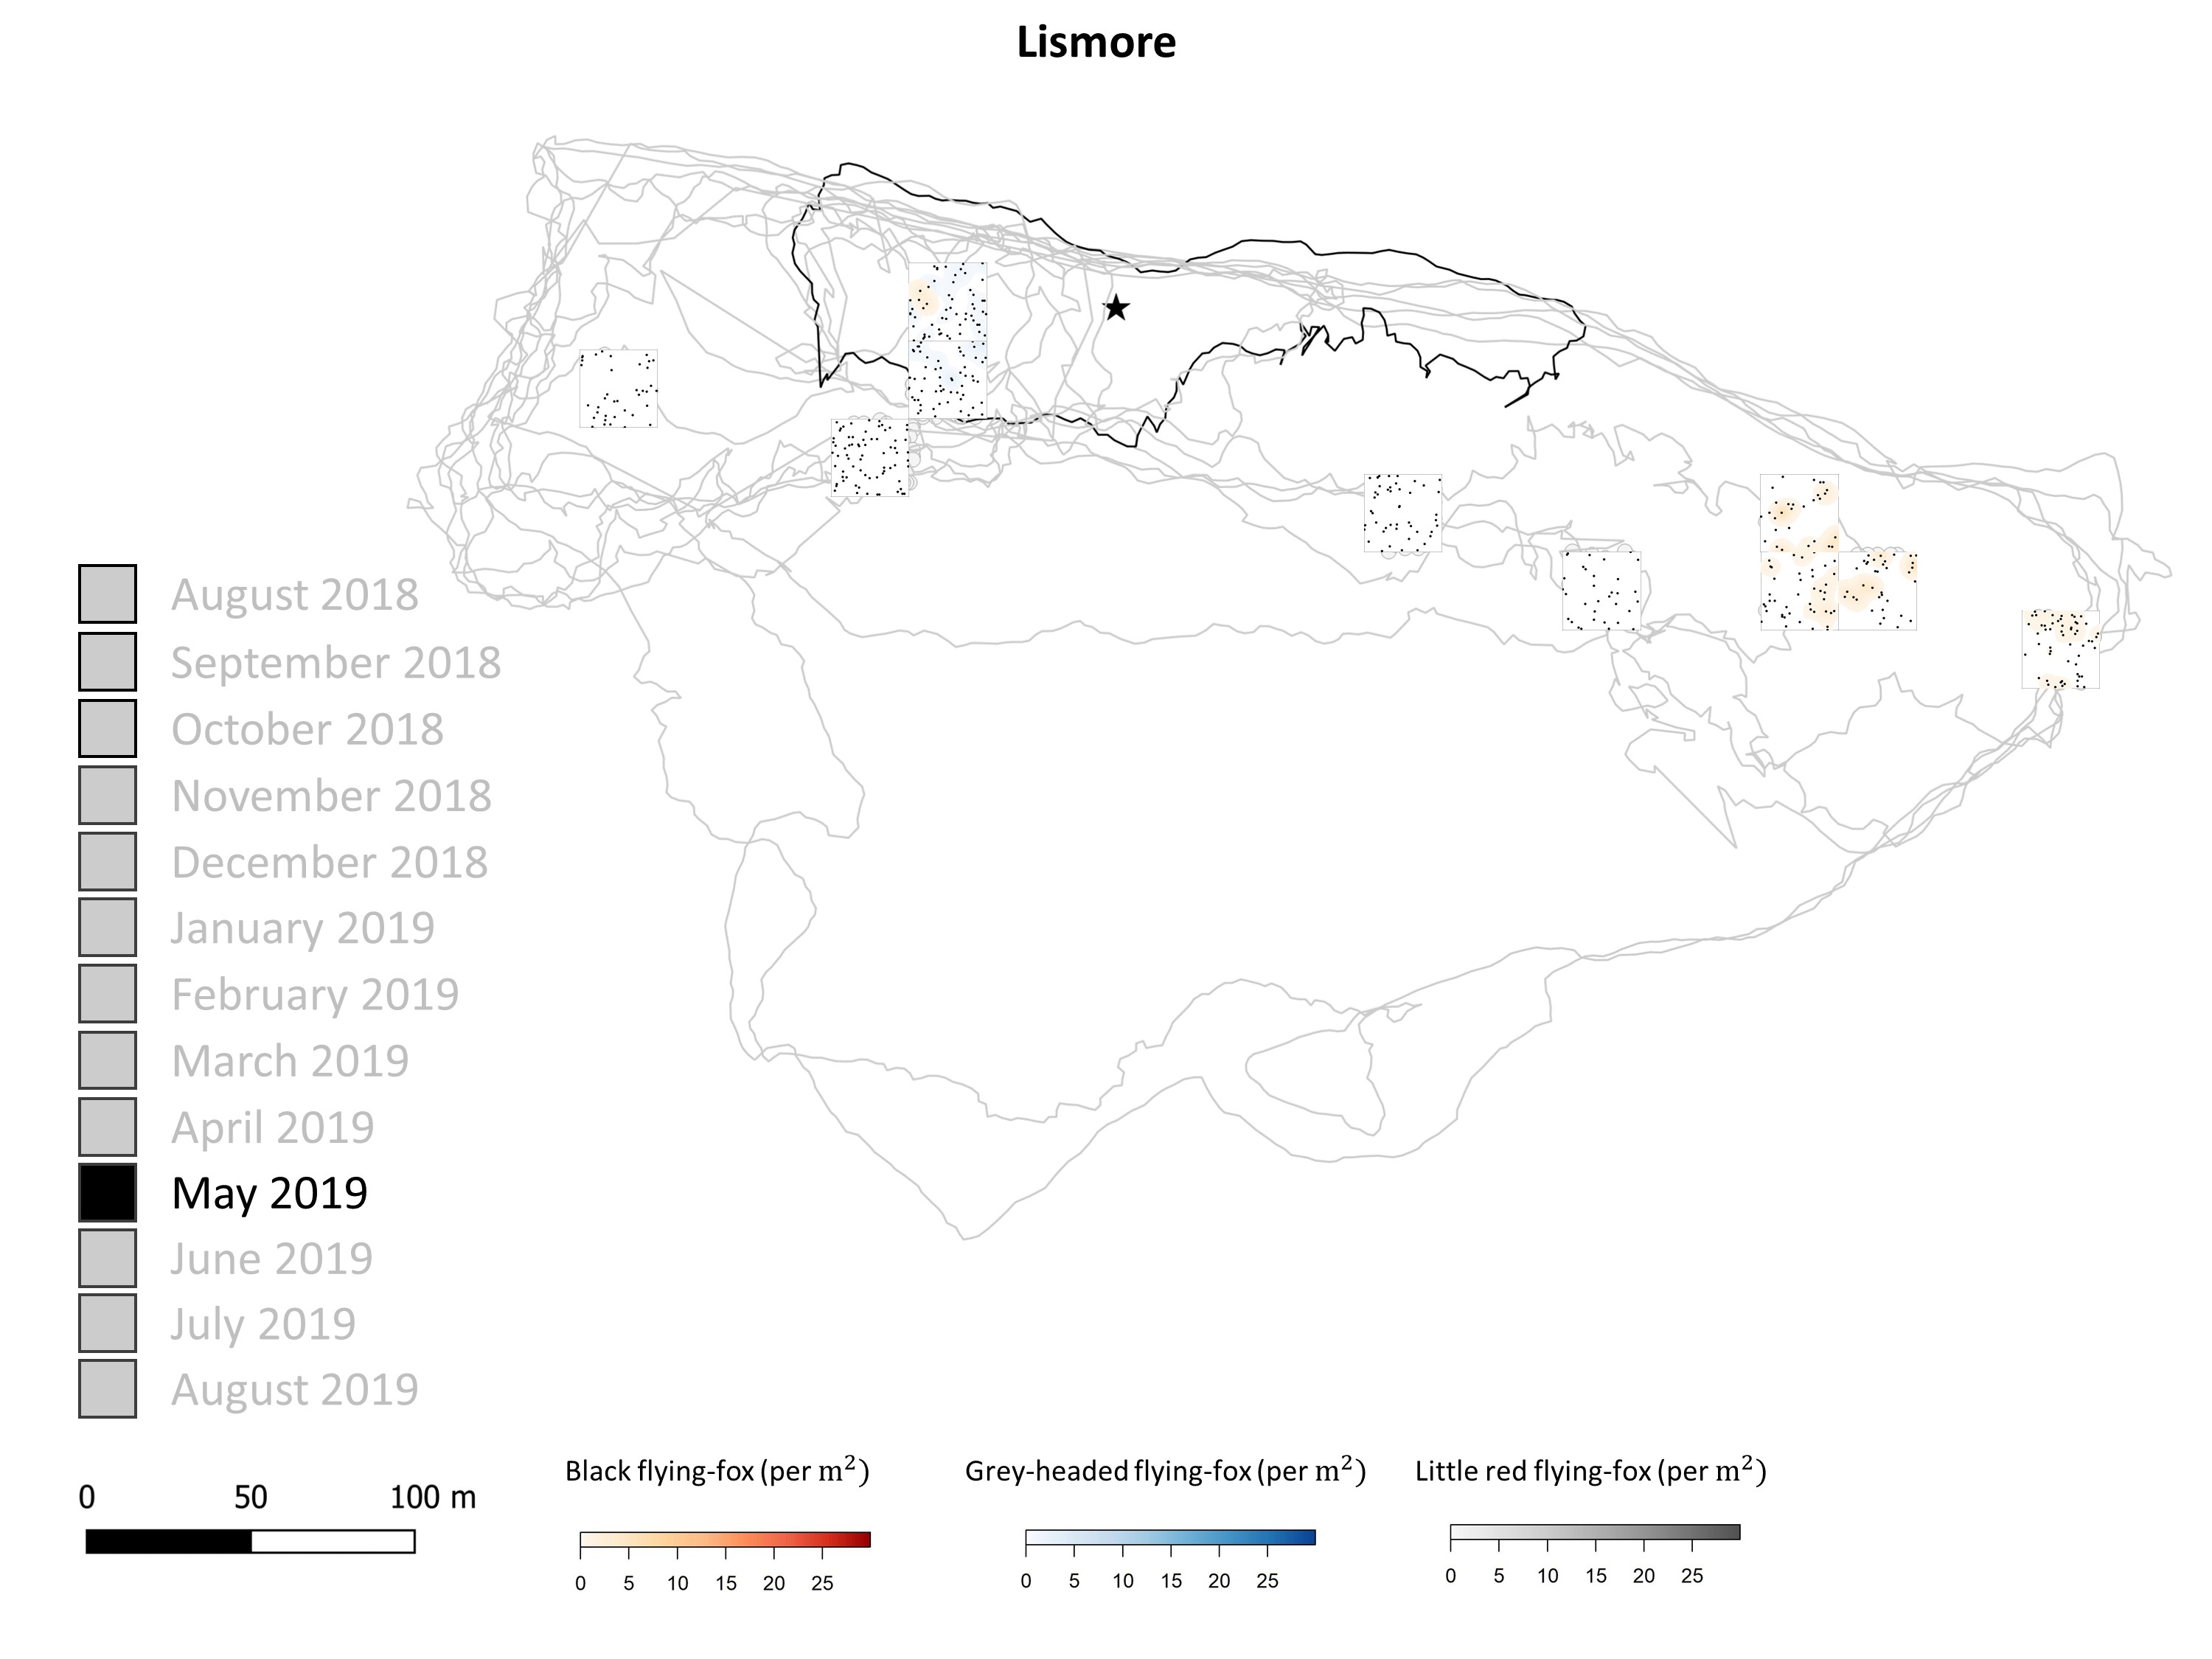 Lismore
August 2018
September 2018
October 2018
November 2018
December 2018
January 2019
February 2019
March 2019
April 2019
May 2019
June 2019
July 2019
August 2019
0 50 100 m
Black flying-fox (per m²)
0 5 10 15 20 25
Grey-headed flying-fox (per m²)
0 5 10 15 20 25
Little red flying-fox (per m²)
0 5 10 15 20 25